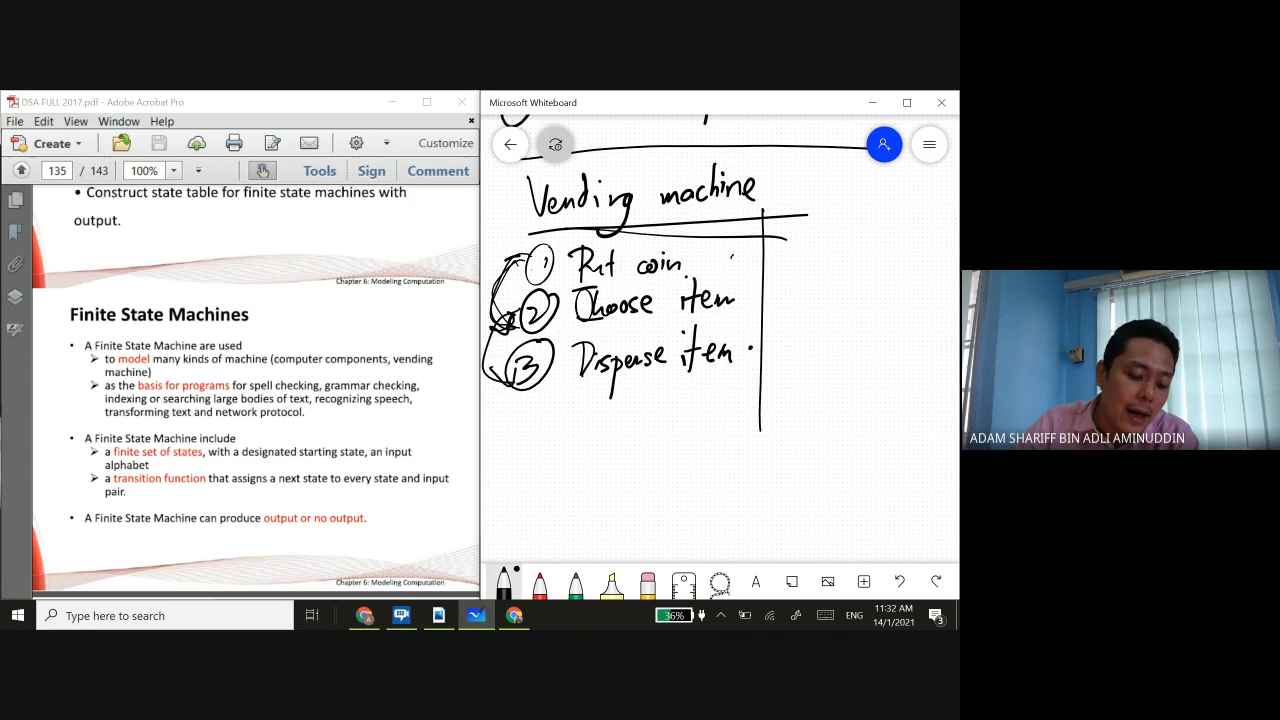 DSA FULL 2017.pdf - Adobe Acrobat Pro
File Edit View Window Help
Create
Customize
135 / 143 100%
Tools Sign Comment
• Construct state table for finite state machines with
output.
Chapter 6: Modeling Computation
Finite State Machines
• A Finite State Machine are used
➢ to model many kinds of machine (computer components, vending
machine)
➢ as the basis for programs for spell checking, grammar checking,
indexing or searching large bodies of text, recognizing speech,
transforming text and network protocol.
• A Finite State Machine include
➢ a finite set of states, with a designated starting state, an input
alphabet
➢ a transition function that assigns a next state to every state and input
pair.
• A Finite State Machine can produce output or no output.
Chapter 6: Modeling Computation
Microsoft Whiteboard
Vending machine
1 Put coin
2 Choose item
3 Dispense item
ADAM SHARIFF BIN ADLI AMINUDDIN
Type here to search
36%
ENG
11:32 AM
14/1/2021
3